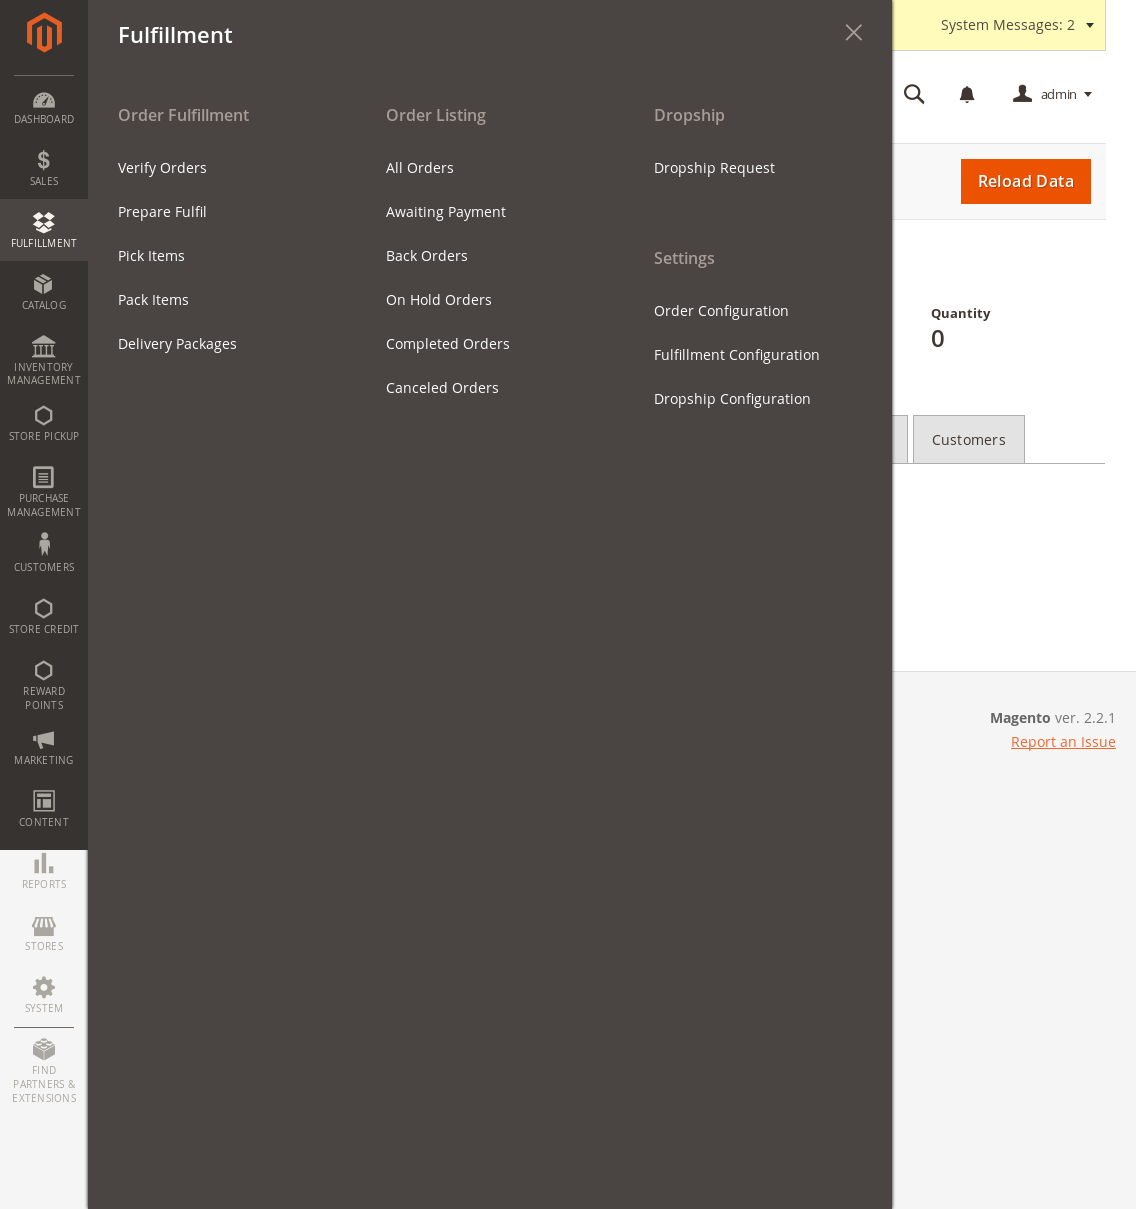 DASHBOARD
SALES
FULFILLMENT
CATALOG
INVENTORY
MANAGEMENT
STORE PICKUP
PURCHASE
MANAGEMENT
CUSTOMERS
STORE CREDIT
REWARD
POINTS
MARKETING
CONTENT
REPORTS
STORES
SYSTEM
FIND
PARTNERS &
EXTENSIONS
Fulfillment
Order Fulfillment
Verify Orders
Prepare Fulfil
Pick Items
Pack Items
Delivery Packages
Order Listing
All Orders
Awaiting Payment
Back Orders
On Hold Orders
Completed Orders
Canceled Orders
Dropship
Dropship Request
Settings
Order Configuration
Fulfillment Configuration
Dropship Configuration
System Messages: 2
admin
Reload Data
Quantity
0
Customers
Magento ver. 2.2.1
Report an Issue